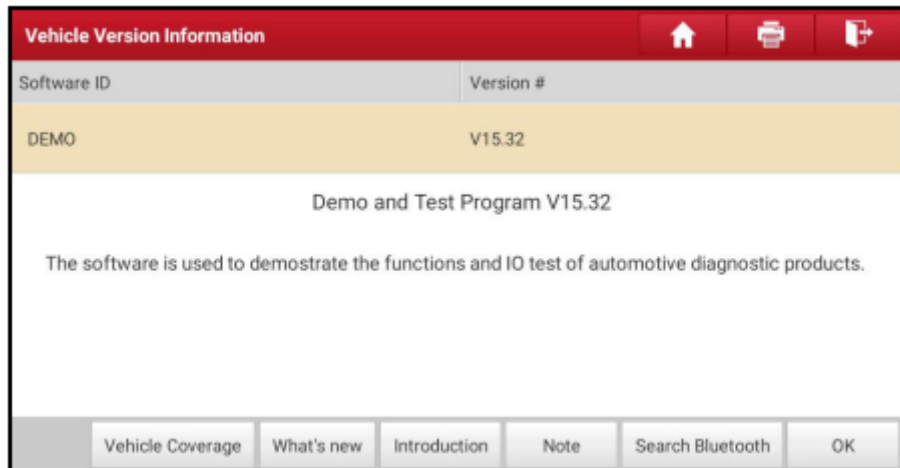 Vehicle Version Information
Software ID Version #
DEMO V15.32
Demo and Test Program V15.32
The software is used to demostrate the functions and IO test of automotive diagnostic products.
Vehicle Coverage What's new Introduction Note Search Bluetooth OK